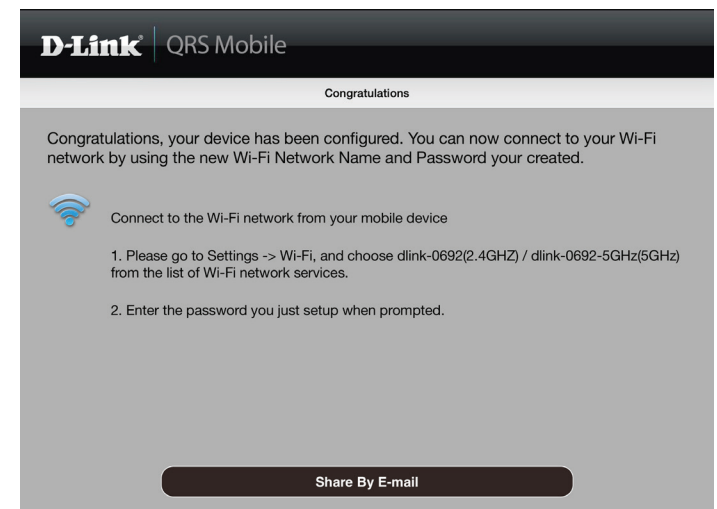 D-Link® QRS Mobile
Congratulations
Congratulations, your device has been configured. You can now connect to your Wi-Fi
network by using the new Wi-Fi Network Name and Password your created.
Connect to the Wi-Fi network from your mobile device
1. Please go to Settings -> Wi-Fi, and choose dlink-0692(2.4GHZ) / dlink-0692-5GHz(5GHz)
from the list of Wi-Fi network services.
2. Enter the password you just setup when prompted.
Share By E-mail